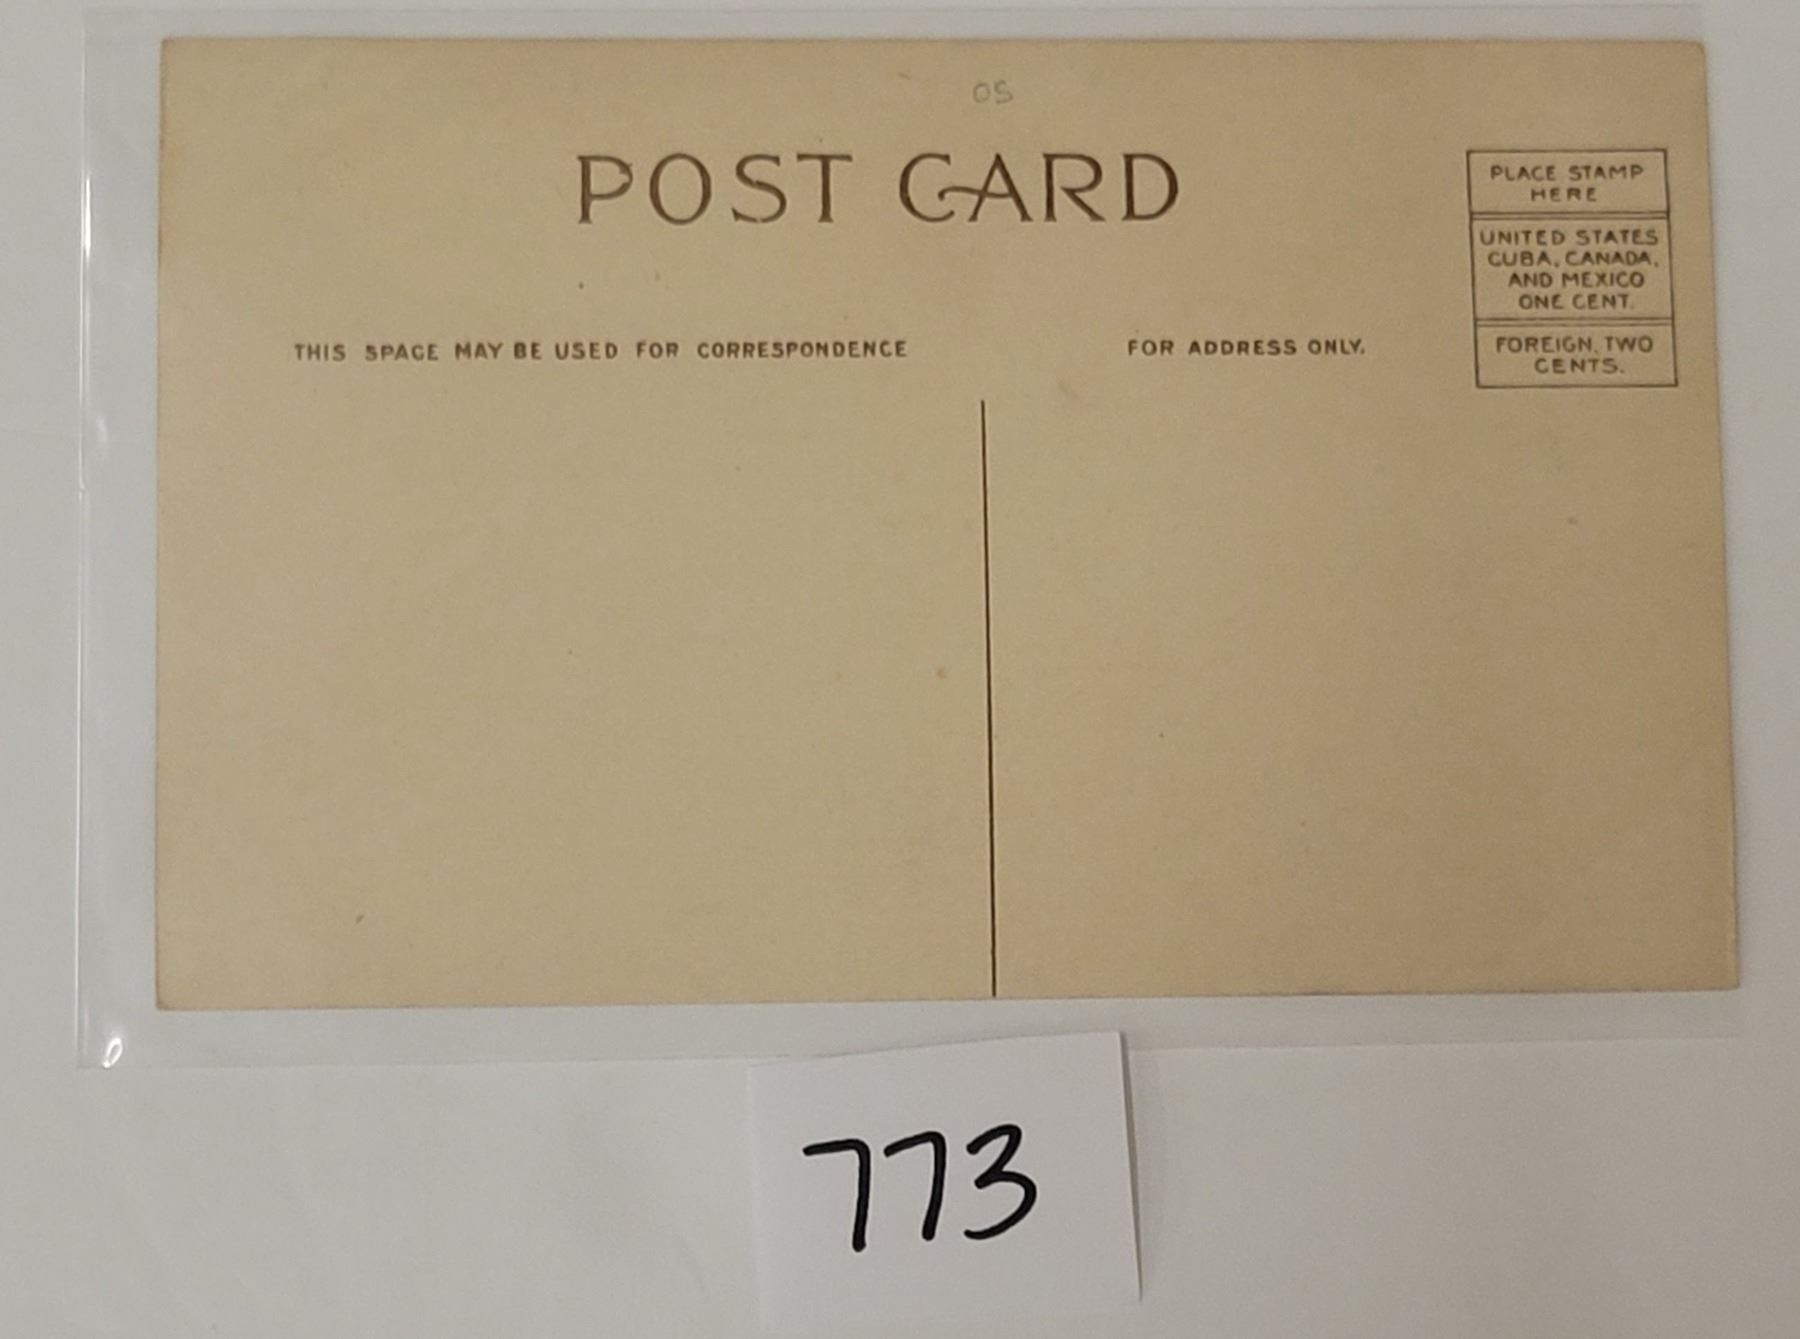 OS
POST CARD
PLACE STAMP
HERE
UNITED STATES
CUBA, CANADA,
AND MEXICO
ONE CENT.
FOREIGN, TWO
CENTS.
THIS SPACE MAY BE USED FOR CORRESPONDENCE
FOR ADDRESS ONLY.
773